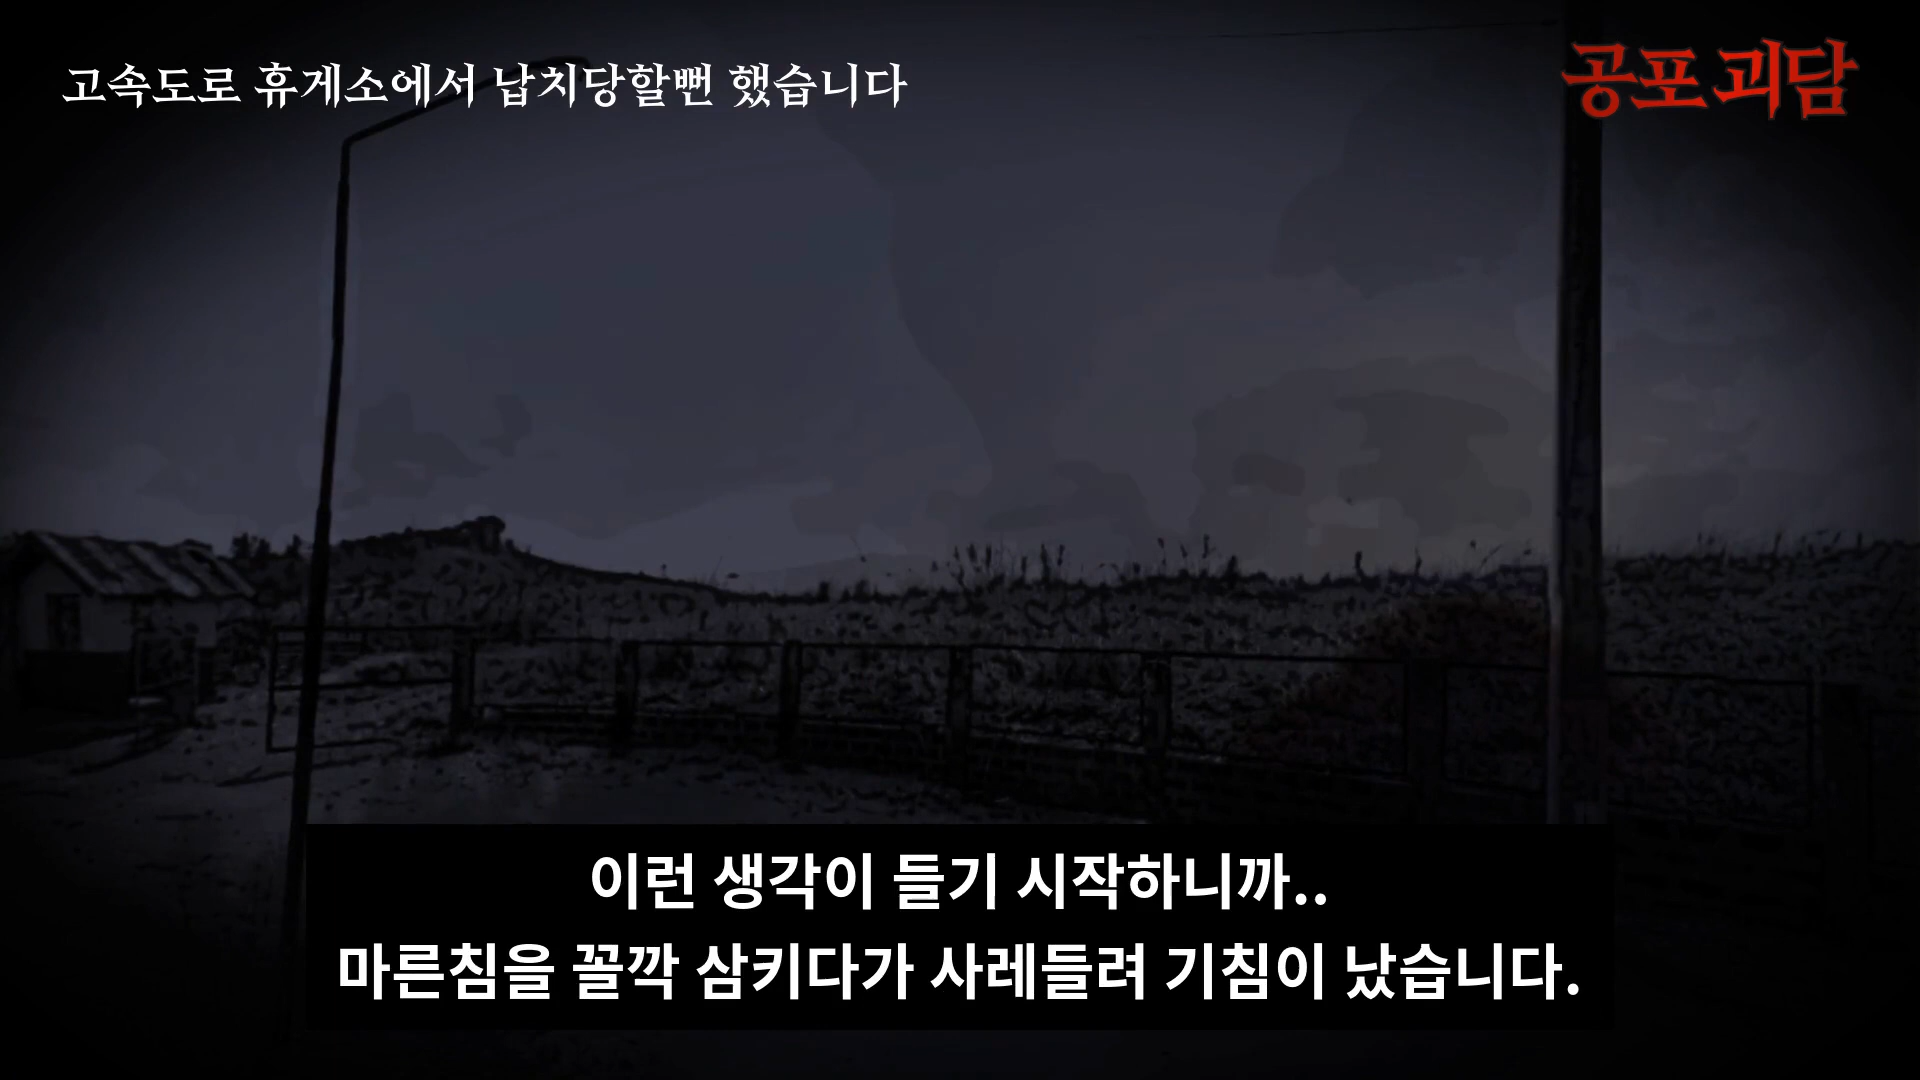 고속도로 휴게소에서 납치당할뻔 했습니다
공포 괴담
이런 생각이 들기 시작하니까..
마른침을 꼴깍 삼키다가 사레들려 기침이 났습니다.